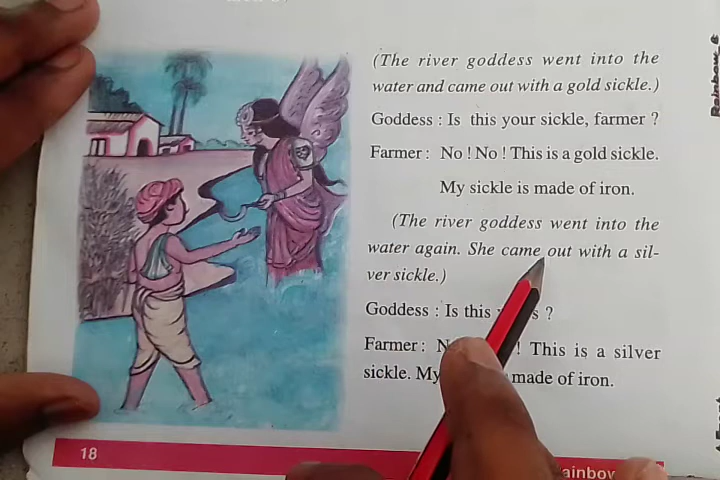 (The river goddess went into the
water and came out with a gold sickle.)
Goddess : Is this your sickle, farmer ?
Farmer : No ! No ! This is a gold sickle.
My sickle is made of iron.
(The river goddess went into the
water again. She came out with a sil-
ver sickle.)
Goddess : Is this ?
Farmer : ! This is a silver
sickle. My made of iron.
18
Rainbow